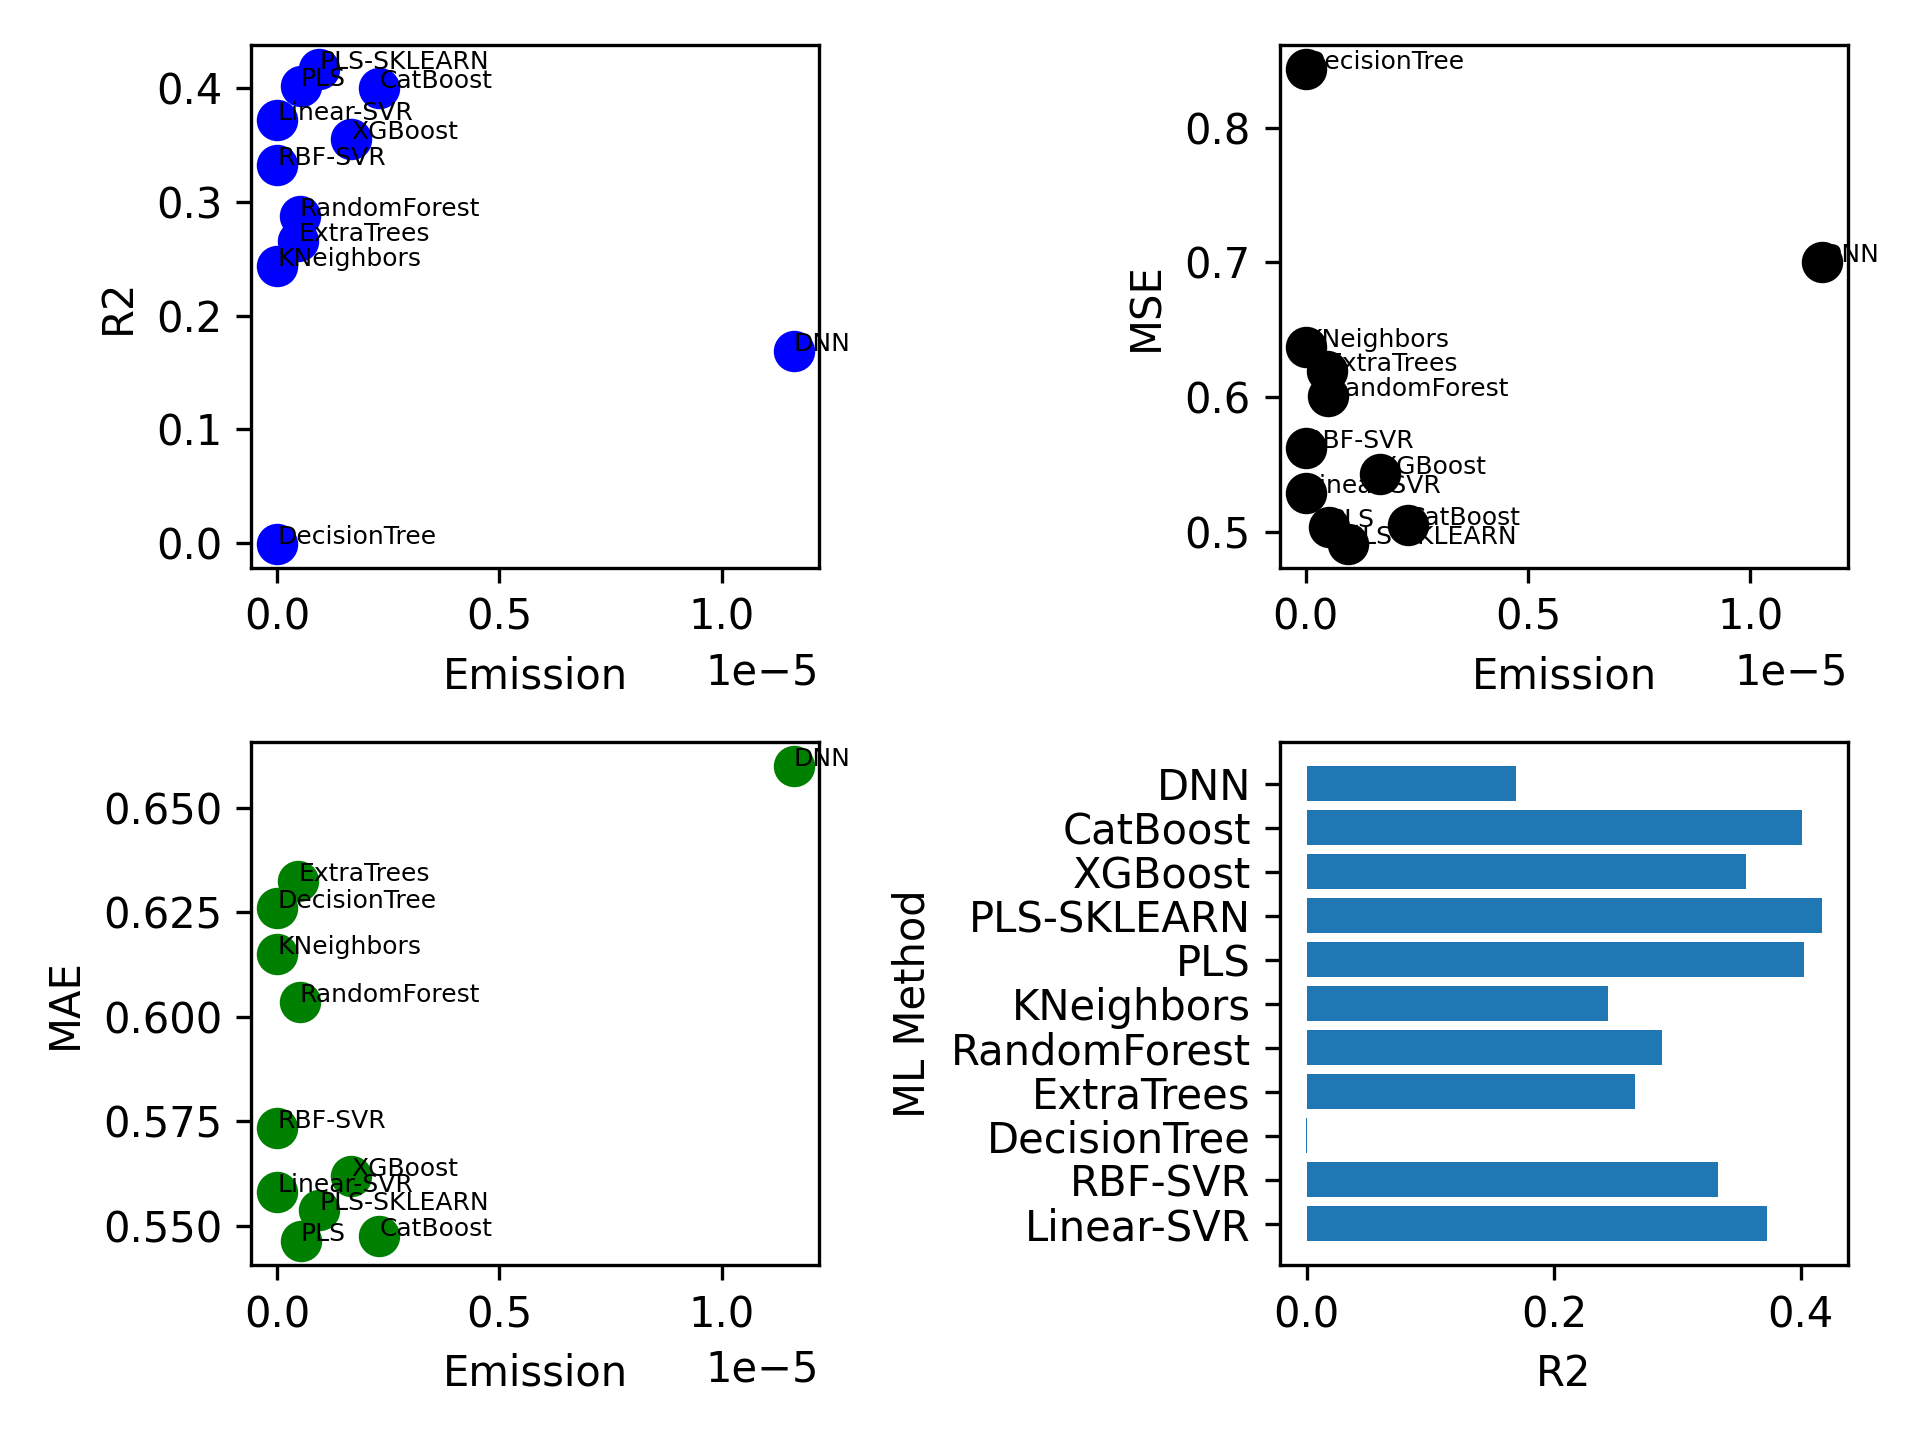 R2
0.4
0.3
0.2
0.1
0.0
PLS-SKLEARN
PLS
CatBoost
Linear-SVR
XGBoost
RBF-SVR
RandomForest
ExtraTrees
KNeighbors
DNN
DecisionTree
0.0 0.5 1.0
Emission
1e−5
MSE
0.8
0.7
0.6
0.5
DecisionTree
DNN
KNeighbors
ExtraTrees
RandomForest
RBF-SVR
XGBoost
Linear-SVR
PLS
CatBoost
PLS-SKLEARN
0.0 0.5 1.0
Emission
1e−5
MAE
0.650
0.625
0.600
0.575
0.550
DNN
ExtraTrees
DecisionTree
KNeighbors
RandomForest
RBF-SVR
XGBoost
Linear-SVR
PLS-SKLEARN
CatBoost
PLS
0.0 0.5 1.0
Emission
1e−5
ML Method
DNN
CatBoost
XGBoost
PLS-SKLEARN
PLS
KNeighbors
RandomForest
ExtraTrees
DecisionTree
RBF-SVR
Linear-SVR
0.0 0.2 0.4
R2